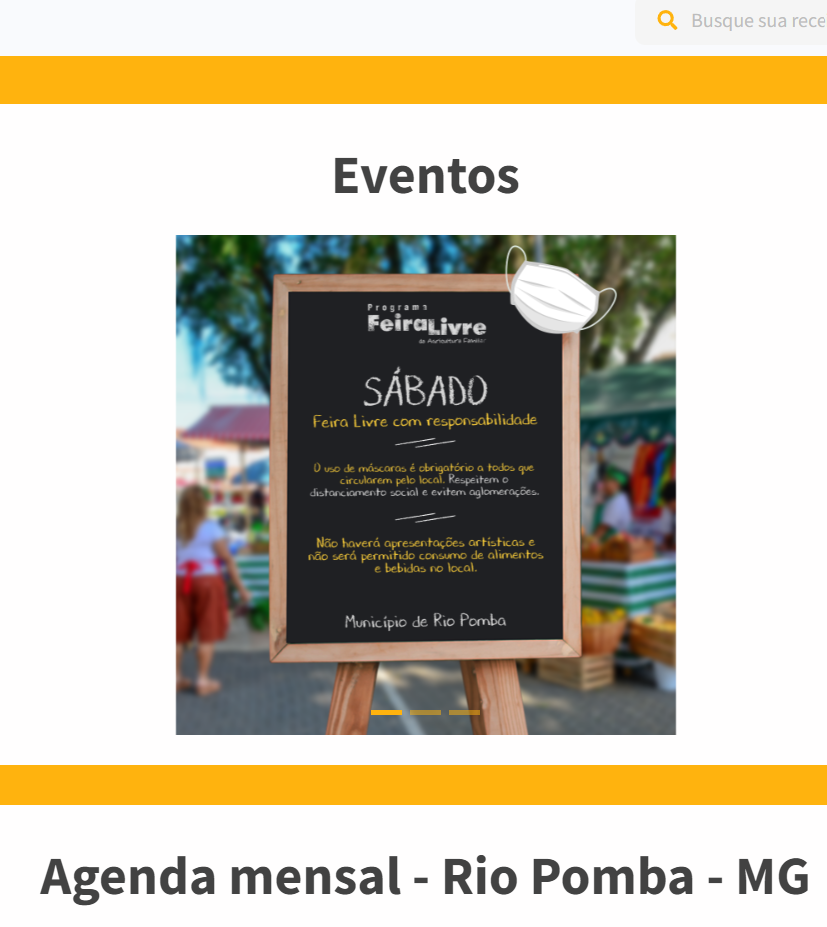 Busque sua rece
Eventos
Programa
FeiraLivre
da Agricultura Familiar
SÁBADO
Feira Livre com responsabilidade
O uso de máscaras é obrigatório a todos que
circularem pelo local. Respeitem o
distanciamento social e evitem aglomerações.
Não haverá apresentações artísticas e
não será permitido consumo de alimentos
e bebidas no local.
Município de Rio Pomba
Agenda mensal - Rio Pomba - MG